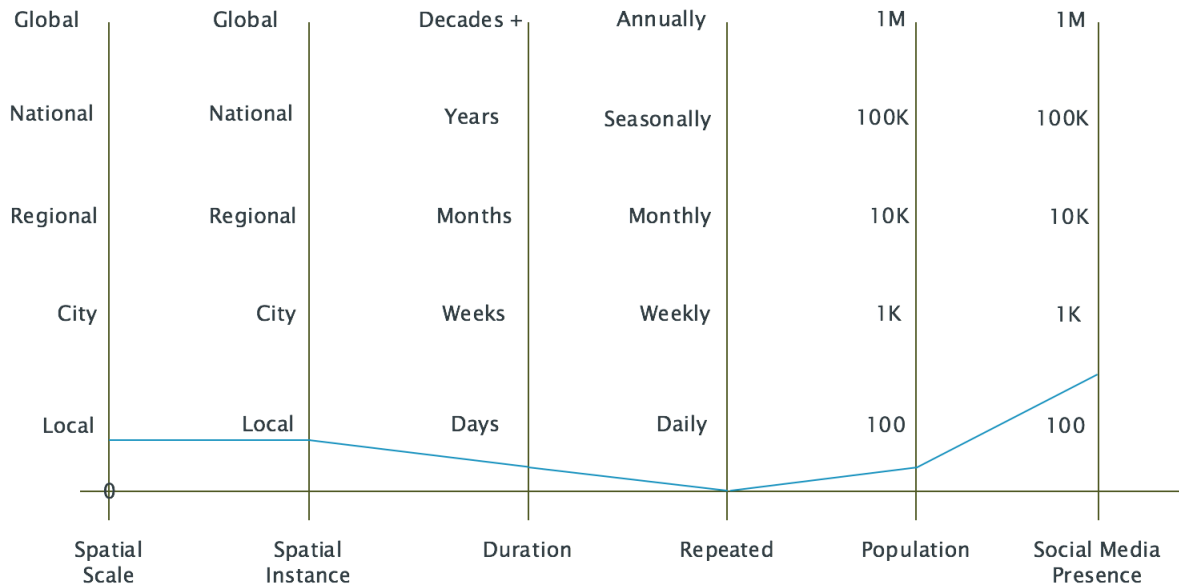 Global Global Decades + Annually 1M 1M
National National Years Seasonally 100K 100K
Regional Regional Months Monthly 10K 10K
City City Weeks Weekly 1K 1K
Local Local Days Daily 100 100
0
Spatial Spatial Duration Repeated Population Social Media
Scale Instance Presence